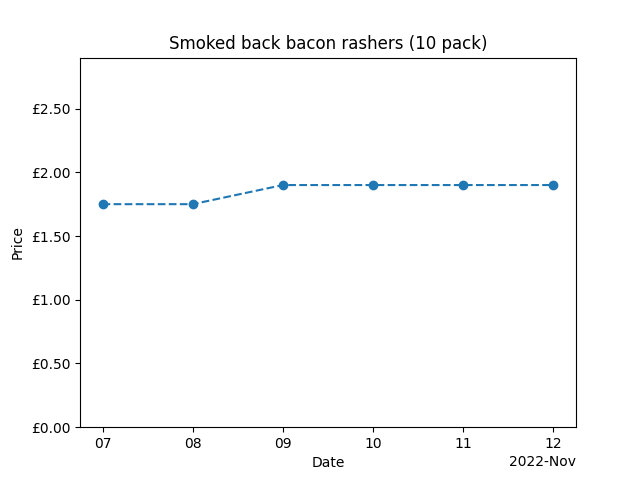 Smoked back bacon rashers (10 pack)
£2.50
£2.00
£1.50
£1.00
£0.50
£0.00
Price
07 08 09 10 11 12
Date
2022-Nov